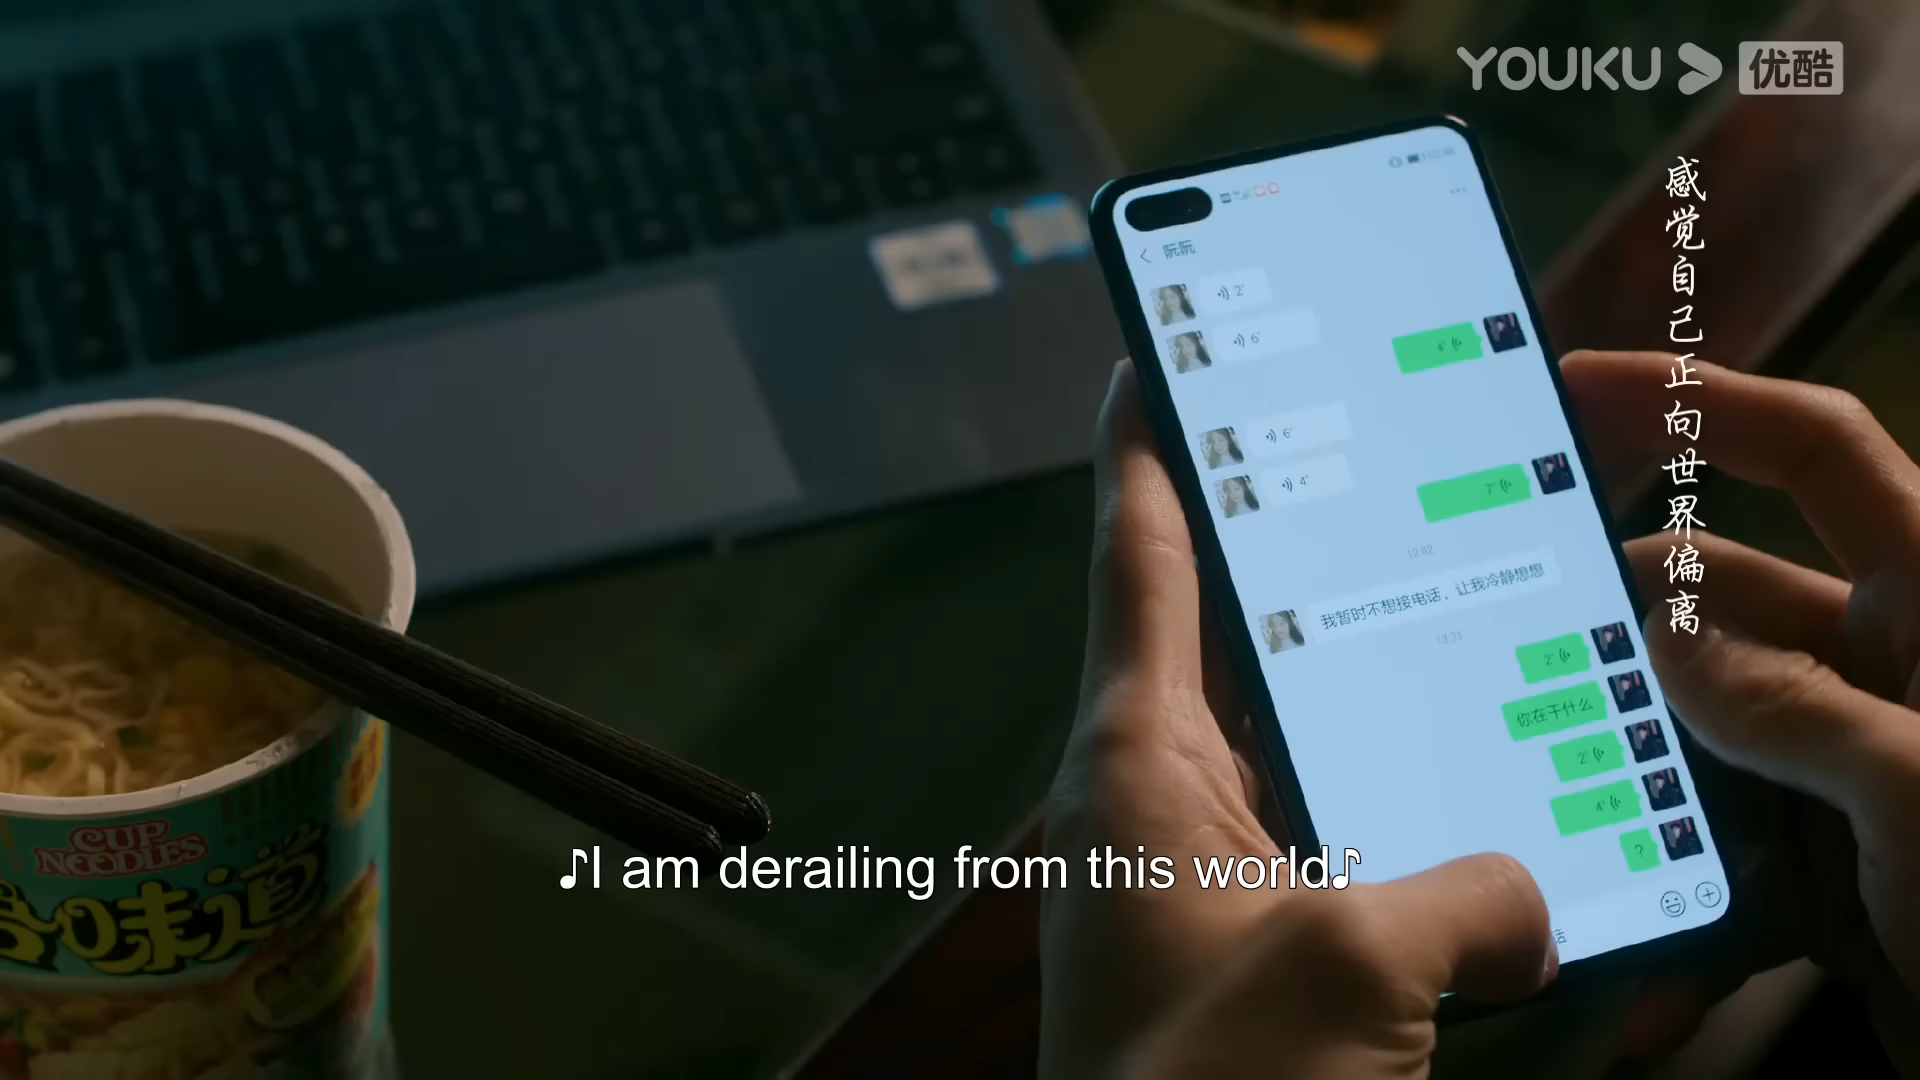 YOUKU 优酷
感觉自己正向世界偏离
阮阮
2"
6"
4"
6"
4"
7"
12:02
我暂时不想接电话，让我冷静想想
2"
你在干什么
2"
4"
?
♪I am derailing from this world♪
CUP
NOODLES
合味道